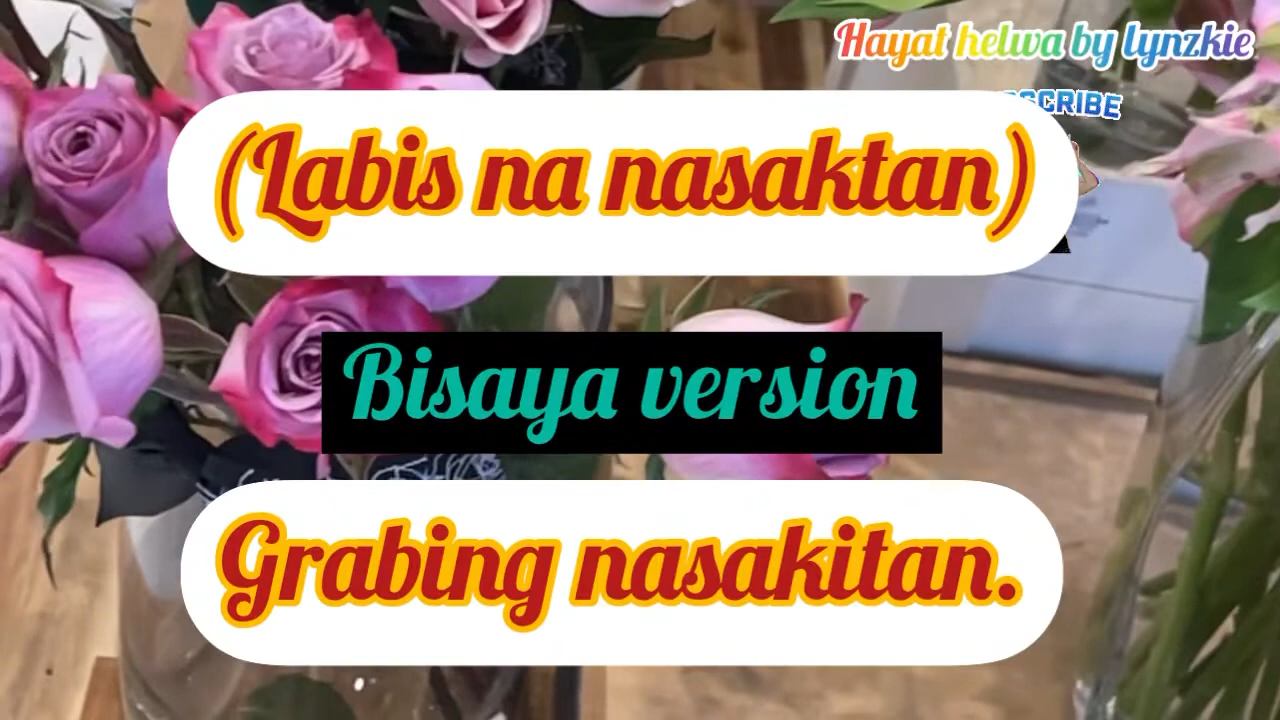 Hayat helwa by lynzkie
(Labis na nasaktan)
Bisaya version
Grabing nasakitan.